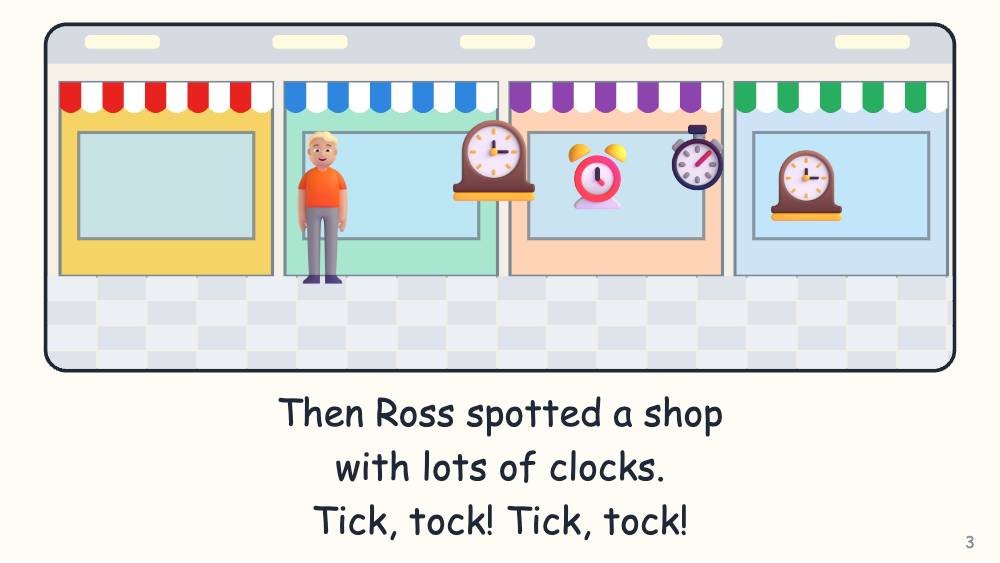 Then Ross spotted a shop
with lots of clocks.
Tick, tock! Tick, tock!
3